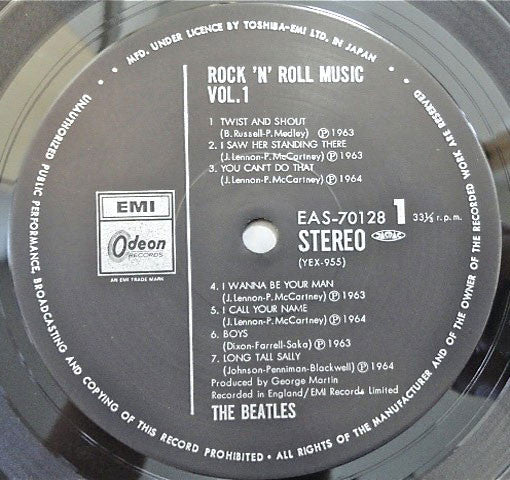 • MFD. UNDER LICENCE BY TOSHIBA-EMI LTD. IN JAPAN •
UNAUTHORIZED PUBLIC PERFORMANCE, BROADCASTING AND COPYING OF THIS RECORD PROHIBITED • ALL RIGHTS OF THE MANUFACTURER AND OF THE OWNER OF THE RECORDED WORK ARE RESERVED
ROCK 'N' ROLL MUSIC
VOL.1
1 TWIST AND SHOUT
(B.Russell-P.Medley) Ⓟ 1963
2. I SAW HER STANDING THERE
(J.Lennon-P.McCartney) Ⓟ 1963
3. YOU CAN'T DO THAT
(J.Lennon-P.McCartney) Ⓟ 1964
EMI
Odeon
RECORDS
AN EMI TRADE MARK
EAS-70128 1 33⅓ r.p.m.
STEREO
(YEX-955)
4. I WANNA BE YOUR MAN
(J.Lennon-P.McCartney) Ⓟ 1963
5. I CALL YOUR NAME
(J.Lennon-P.McCartney) Ⓟ 1964
6. BOYS
(Dixon-Farrell-Saka) Ⓟ 1963
7. LONG TALL SALLY
(Johnson-Penniman-Blackwell) Ⓟ 1964
Produced by George Martin
Recorded in England/EMI Records Limited
THE BEATLES